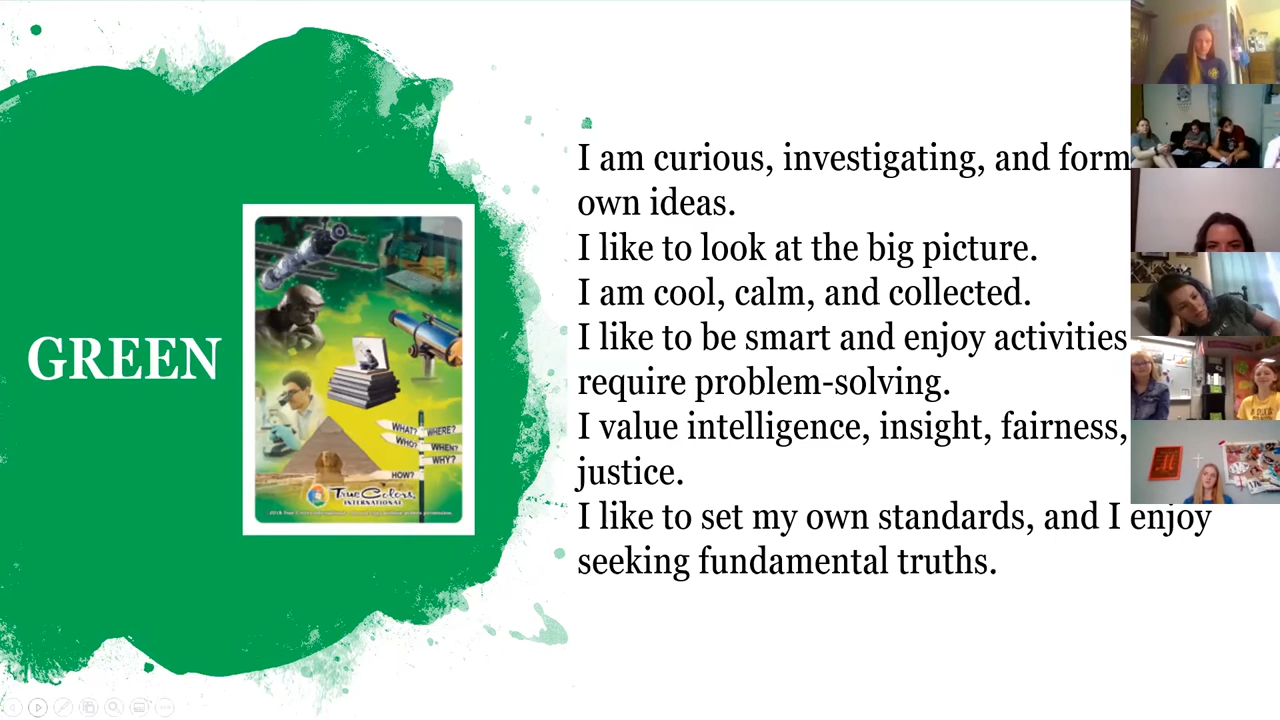 GREEN
I am curious, investigating, and form
own ideas.
I like to look at the big picture.
I am cool, calm, and collected.
I like to be smart and enjoy activities
require problem-solving.
I value intelligence, insight, fairness,
justice.
I like to set my own standards, and I enjoy
seeking fundamental truths.
WHAT? WHERE?
WHO? WHEN?
WHY?
HOW?
True Colors
INTERNATIONAL